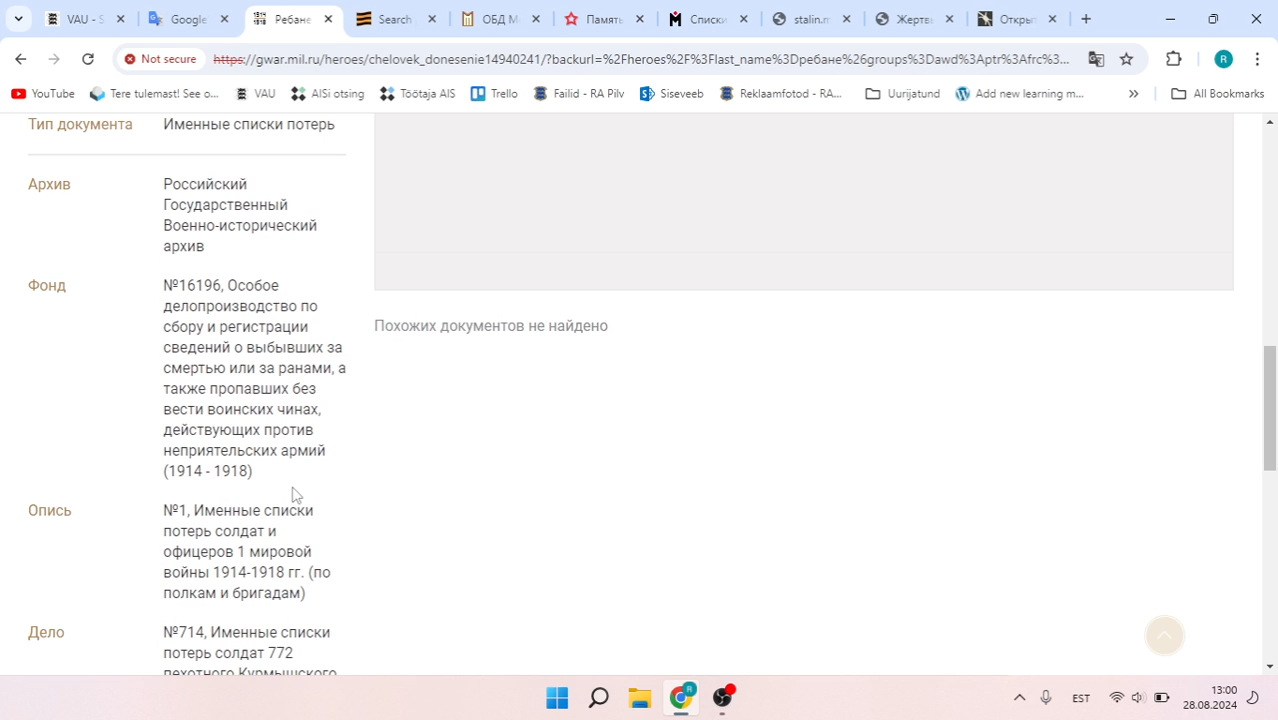 VAU - S
Google
Ребане
Search
ОБД М
Память
Списки
stalin.m
Жертв
Откры
Not secure
https://gwar.mil.ru/heroes/chelovek_donesenie14940841/?backurl=%2Fheroes%2F%3Flast_name%3Dребане%26groups%3Dawd%3Aptr%3Afrc%3...
R
YouTube
Tere tulemast! See o...
VAU
AISi otsing
Töötaja AIS
Trello
Failid - RA Pilv
Siseveeb
Reklaamfotod - RA...
Uurijatund
Add new learning m...
»
All Bookmarks
Тип документа
Именные списки потерь
Архив
Российский
Государственный
Военно-исторический
архив
Фонд
№16196, Особое
делопроизводство по
сбору и регистрации
сведений о выбывших за
смертью или за ранами, а
также пропавших без
вести воинских чинах,
действующих против
неприятельских армий
(1914 - 1918)
Похожих документов не найдено
Опись
№1, Именные списки
потерь солдат и
офицеров 1 мировой
войны 1914-1918 гг. (по
полкам и бригадам)
Дело
№714, Именные списки
потерь солдат 772
пехотного Курмышского
R
EST
13:00
28.08.2024